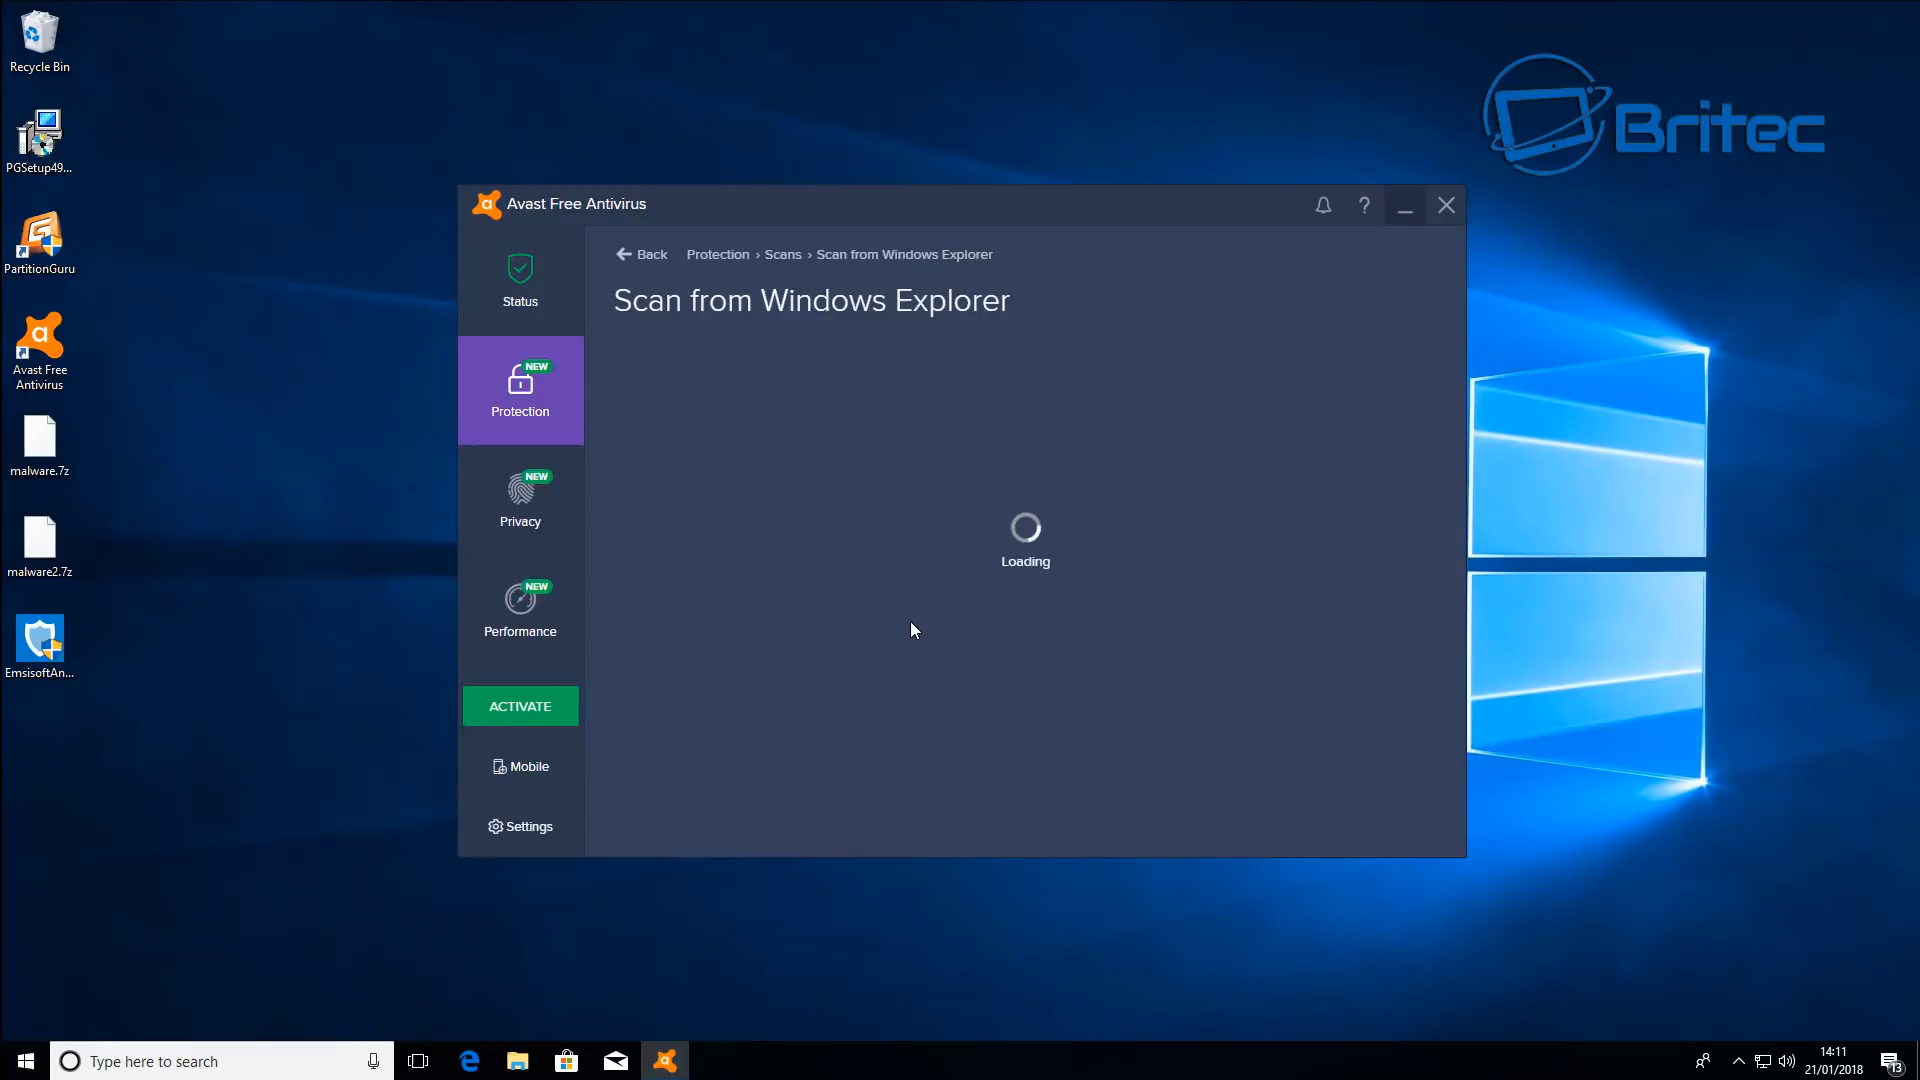 Recycle Bin
PGSetup49...
PartitionGuru
Avast Free
Antivirus
malware.7z
malware2.7z
EmsisoftAn...
Britec
Avast Free Antivirus
?
Status
NEW
Protection
NEW
Privacy
NEW
Performance
ACTIVATE
Mobile
Settings
Back Protection › Scans › Scan from Windows Explorer
Scan from Windows Explorer
Loading
Type here to search
14:11
21/01/2018
13